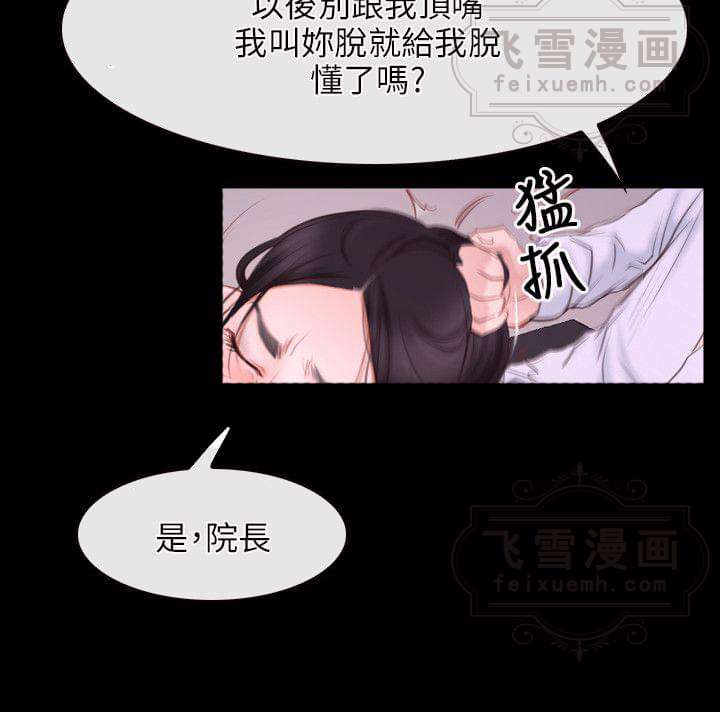 以後別跟我頂嘴
我叫妳脫就給我脫
懂了嗎?
飞雪漫画
feixuemh.com
猛
抓
是,院長
飞雪漫画
feixuemh.com